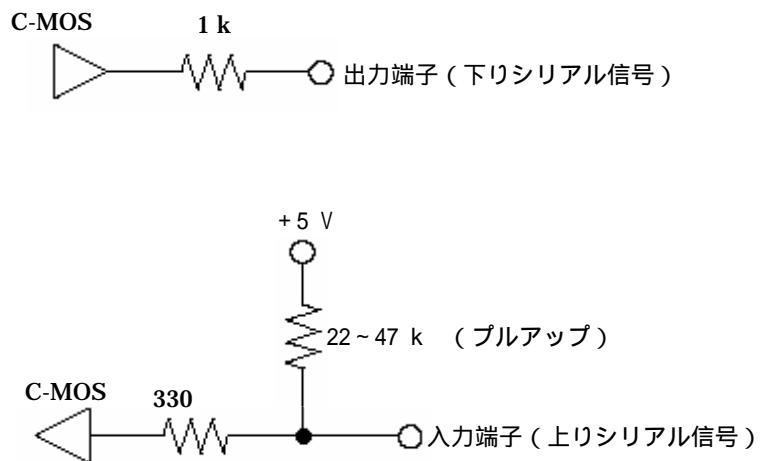 C-MOS
1 k
出力端子(下りシリアル信号)
+5 V
22~47 k (プルアップ)
C-MOS
330
入力端子(上りシリアル信号)